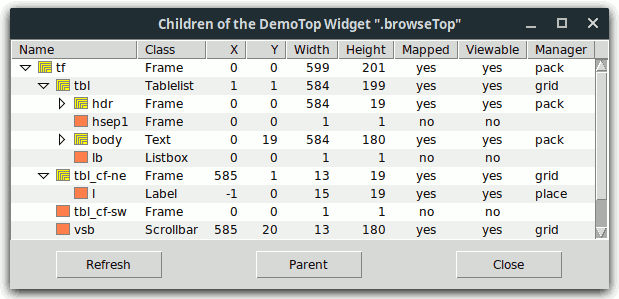 Children of the DemoTop Widget ".browseTop"
Name Class X Y Width Height Mapped Viewable Manager
tf Frame 0 0 599 201 yes yes pack
tbl Tablelist 1 1 584 199 yes yes grid
hdr Frame 0 0 584 19 yes yes pack
hsep1 Frame 0 0 1 1 no no
body Text 0 19 584 180 yes yes pack
lb Listbox 0 0 1 1 no no
tbl_cf-ne Frame 585 1 13 19 yes yes grid
l Label -1 0 15 19 yes yes place
tbl_cf-sw Frame 0 0 1 1 no no
vsb Scrollbar 585 20 13 180 yes yes grid
Refresh Parent Close